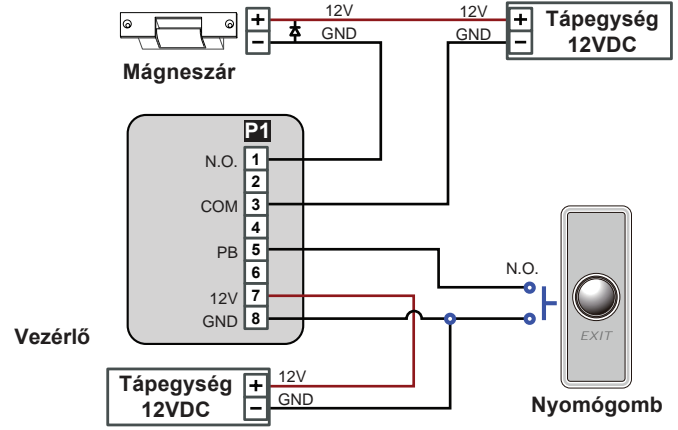 + 12V 12V + Tápegység
− GND GND − 12VDC
Mágneszár
P1
N.O. 1
2
COM 3
4
PB 5
6
12V 7
GND 8
N.O.
EXIT
Vezérlő
Tápegység + 12V
12VDC − GND
Nyomógomb